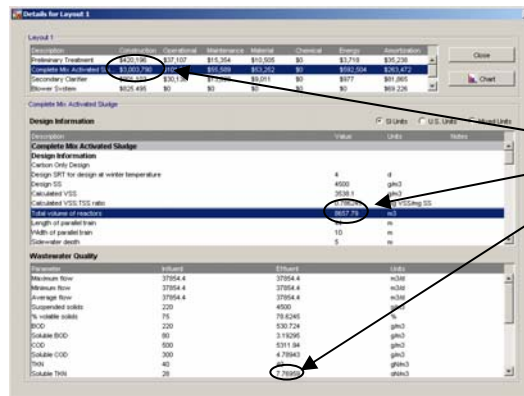 Details for Layout 1
Layout 1
Description Construction Operational Maintenance Material Chemical Energy Amortization
Preliminary Treatment $420,196 $37,107 $15,354 $10,505 $0 $3,718 $35,238
Complete Mix Activated $3,003,790 $55,509 $53,252 $0 $592,504 $263,472
Secondary Clarifier $30,13 $9,011 $0 $977 $81,865
Blower System $825,495 $0 $0 $0 $0 $69,226
Close
Chart
Complete Mix Activated Sludge
Design Information
SI Units U.S. Units Mixed Units
Description Value Units Notes
Complete Mix Activated Sludge
Design Information
Carbon Only Design
Design SRT for design at winter temperature 4 d
Design SS 4500 g/m3
Calculated VSS 3538.1 g/m3
Calculated VSS:TSS ratio VSS/mg SS
Total volume of reactors 8657.79 m3
Length of parallel train m
Width of parallel train 10 m
Sidewater depth 5 m
Wastewater Quality
Parameter Influent Effluent Units
Maximum flow 37854.4 37854.4 m3/d
Minimum flow 37854.4 37854.4 m3/d
Average flow 37854.4 37854.4 m3/d
Suspended solids 220 4500 g/m3
% volatile solids 75 78.6245 %
BOD 220 530.724 g/m3
Soluble BOD 80 3.19295 g/m3
COD 500 5311.94 g/m3
Soluble COD 300 4.78943 g/m3
TKN 40 gN/m3
Soluble TKN 28 7.76959 gN/m3